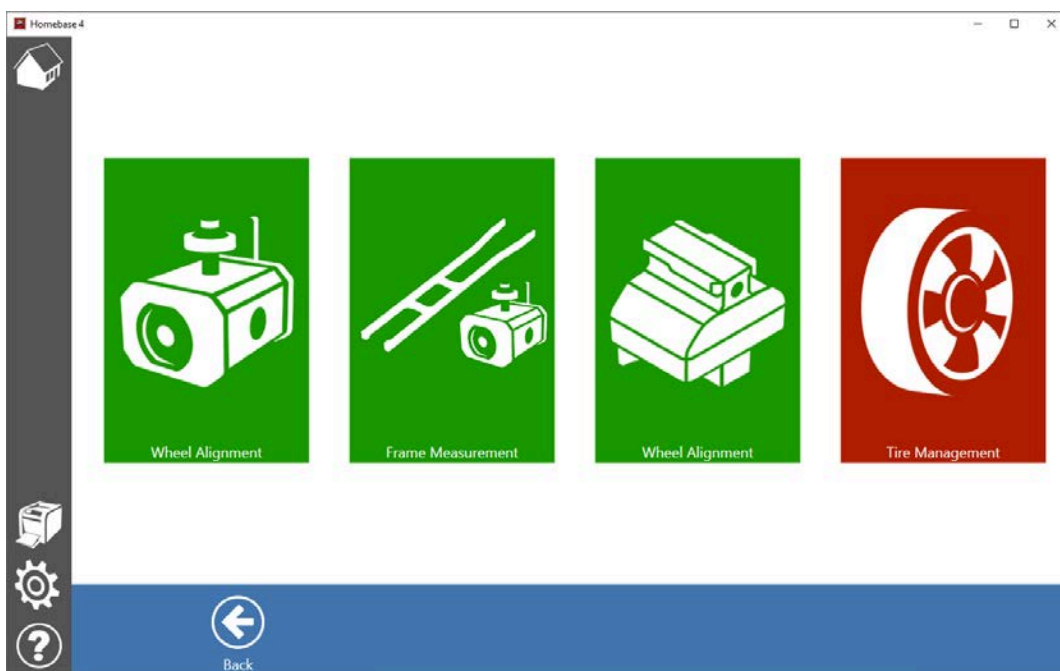 Homebase 4
Wheel Alignment
Frame Measurement
Wheel Alignment
Tire Management
?
Back